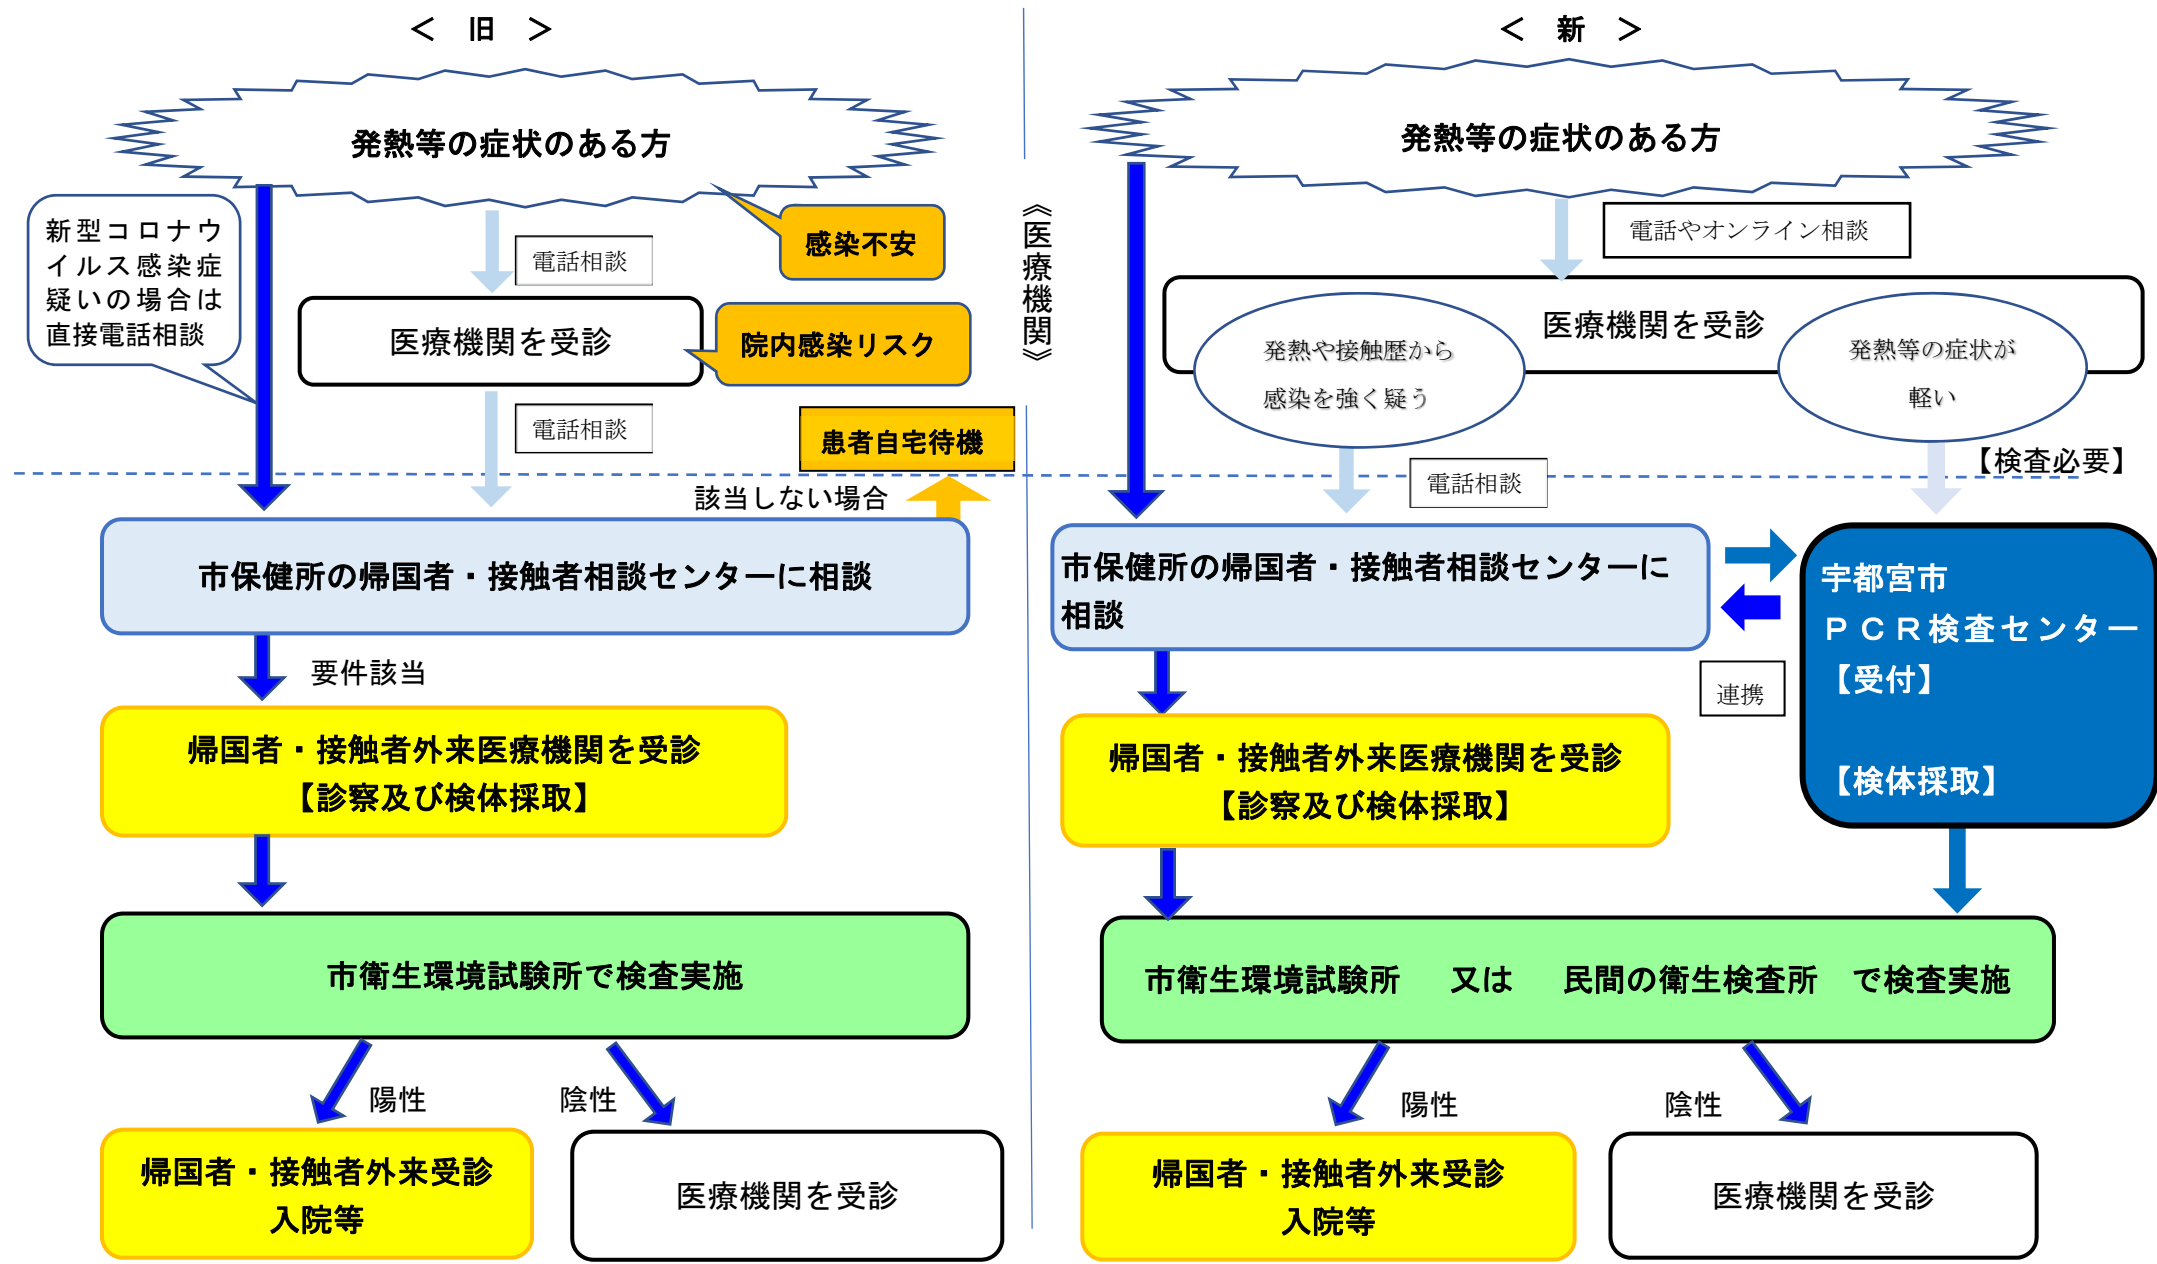 ＜　旧　＞
発熱等の症状のある方
新型コロナウ
イルス感染症
疑いの場合は
直接電話相談
電話相談
感染不安
医療機関を受診
院内感染リスク
電話相談
患者自宅待機
該当しない場合
市保健所の帰国者・接触者相談センターに相談
要件該当
帰国者・接触者外来医療機関を受診
【診察及び検体採取】
市衛生環境試験所で検査実施
陽性
陰性
帰国者・接触者外来受診
入院等
医療機関を受診
《医療機関》
＜　新　＞
発熱等の症状のある方
電話やオンライン相談
医療機関を受診
発熱や接触歴から
感染を強く疑う
発熱等の症状が
軽い
【検査必要】
電話相談
市保健所の帰国者・接触者相談センターに
相談
連携
宇都宮市
ＰＣＲ検査センター
【受付】
【検体採取】
帰国者・接触者外来医療機関を受診
【診察及び検体採取】
市衛生環境試験所　又は　民間の衛生検査所　で検査実施
陽性
陰性
帰国者・接触者外来受診
入院等
医療機関を受診